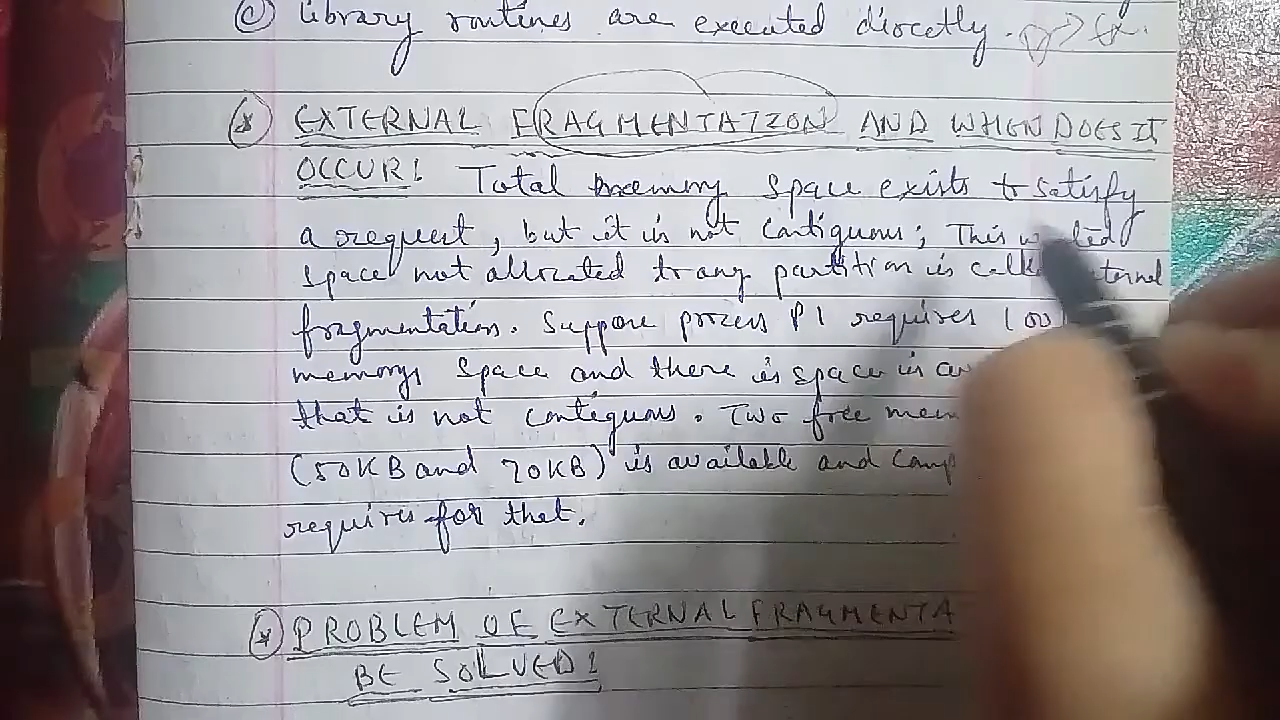 c) Library routines are executed directly.
EXTERNAL FRAGMENTATION AND WHEN DOES IT
OCCUR! Total memory space exists to satisfy
a request, but it is not contiguous; This
space not allocated to any partition is
fragmentation. Suppose process P1 requires 100
memory space and there is space is
that is not contiguous. Two free
(50KB and 70KB) is available and
requires for that.
PROBLEM OF EXTERNAL
BE SOLVED!